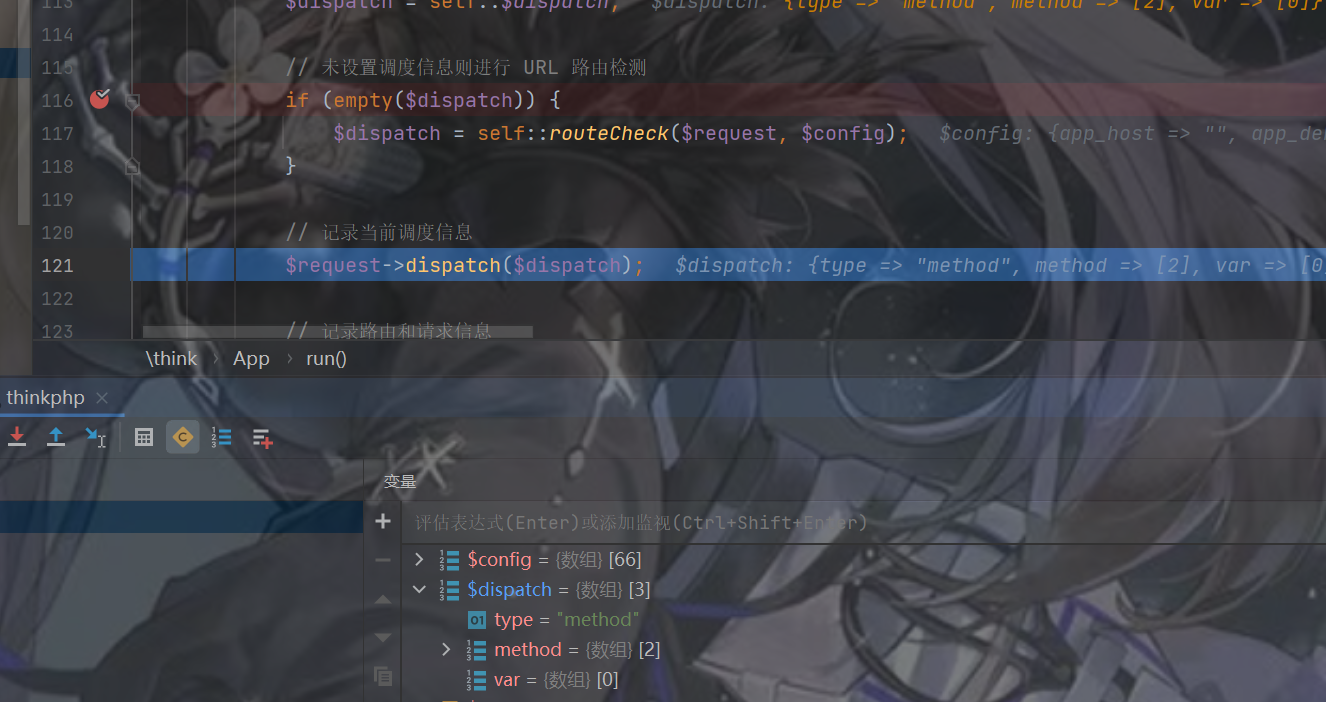 113 $dispatch = self::$dispatch; $dispatch: {type => "method", method => [2], var => [0]}
114
115 // 未设置调度信息则进行 URL 路由检测
116 if (empty($dispatch)) {
117 $dispatch = self::routeCheck($request, $config); $config: {app_host => "", app_de
118 }
119
120 // 记录当前调度信息
121 $request->dispatch($dispatch); $dispatch: {type => "method", method => [2], var => [0
122
123 // 记录路由和请求信息
\think › App › run()
thinkphp ×
变量
评估表达式(Enter)或添加监视(Ctrl+Shift+Enter)
$config = {数组} [66]
$dispatch = {数组} [3]
01 type = "method"
method = {数组} [2]
var = {数组} [0]